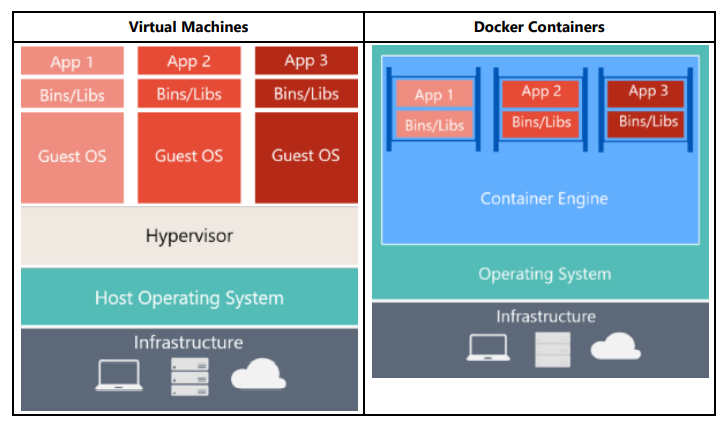 Virtual Machines
Docker Containers
App 1
App 2
App 3
Bins/Libs
Bins/Libs
Bins/Libs
Guest OS
Guest OS
Guest OS
Hypervisor
Host Operating System
Infrastructure
App 1
App 2
App 3
Bins/Libs
Bins/Libs
Bins/Libs
Container Engine
Operating System
Infrastructure